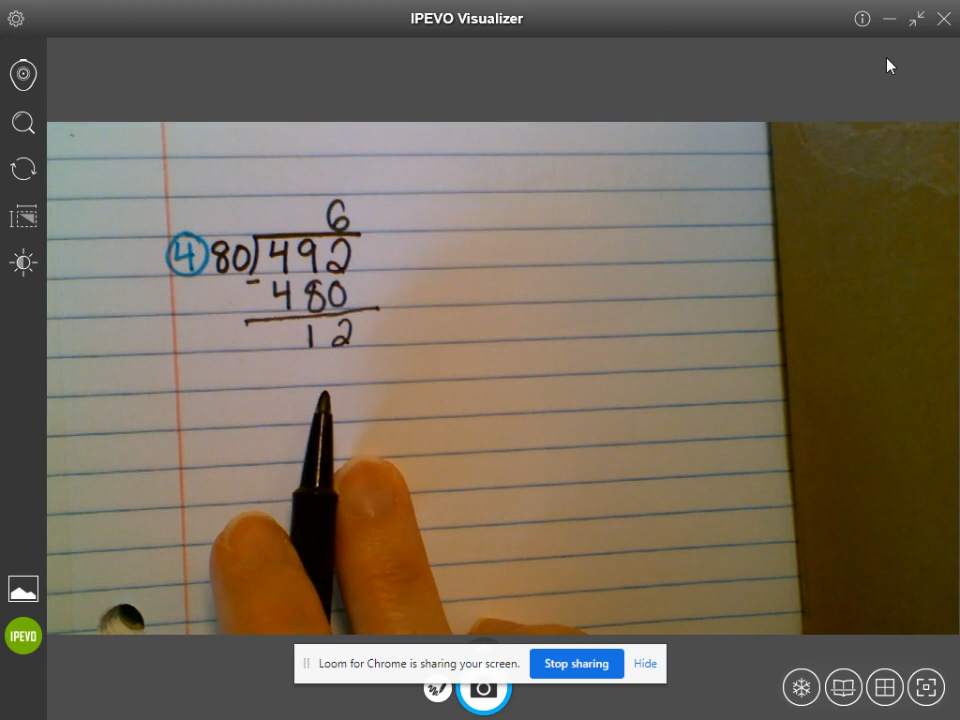 IPEVO Visualizer
6
4 80)492
- 480
12
IPEVO
Loom for Chrome is sharing your screen. Stop sharing Hide